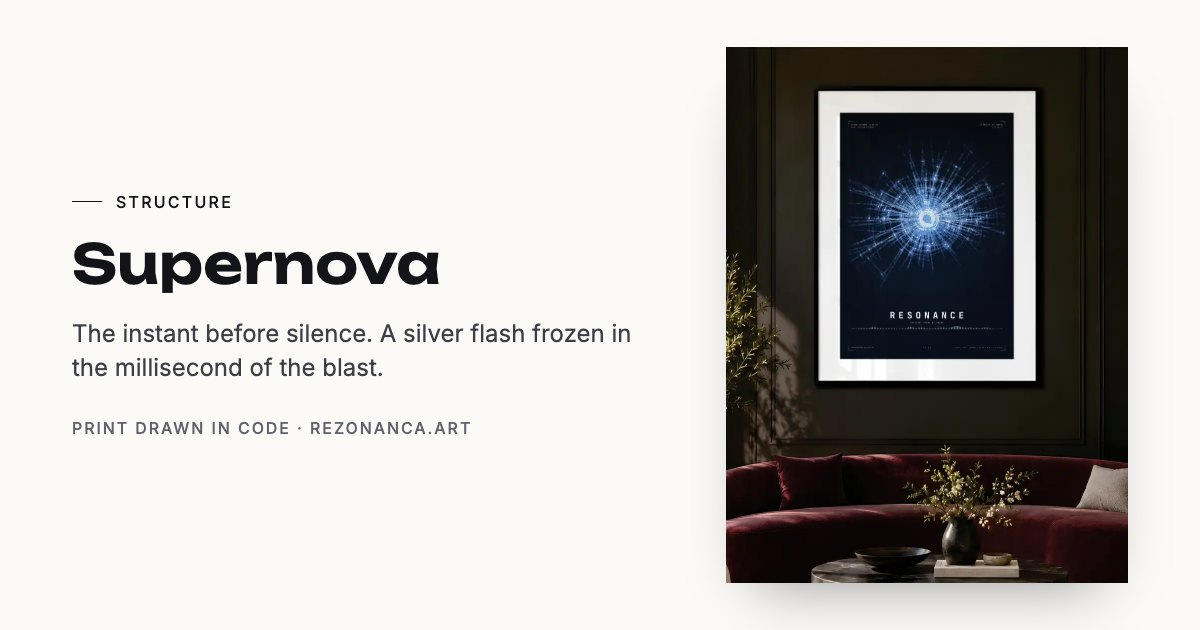 STRUCTURE
Supernova
The instant before silence. A silver flash frozen in
the millisecond of the blast.
PRINT DRAWN IN CODE · REZONANCA.ART
RESONANCE